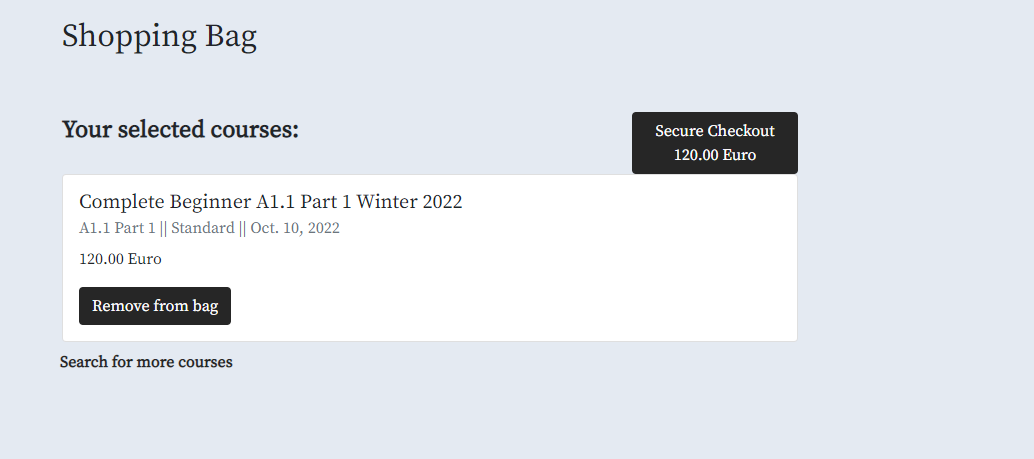 Shopping Bag
Your selected courses:
Secure Checkout
120.00 Euro
Complete Beginner A1.1 Part 1 Winter 2022
A1.1 Part 1 || Standard || Oct. 10, 2022
120.00 Euro
Remove from bag
Search for more courses